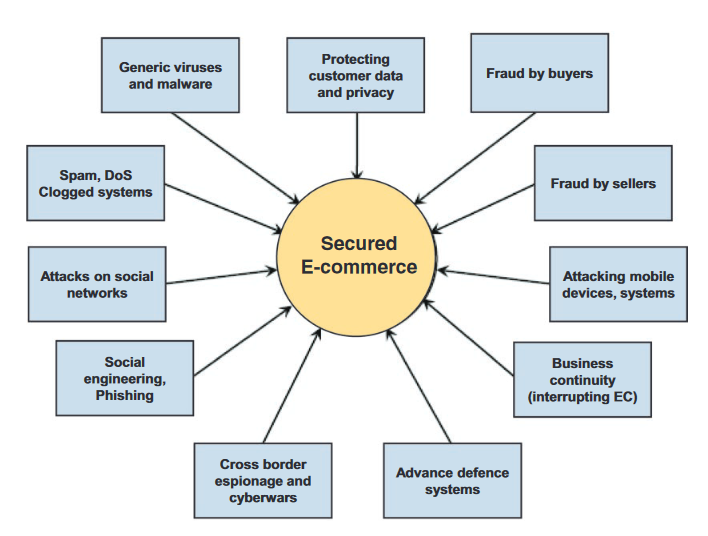 Generic viruses
and malware
Protecting
customer data
and privacy
Fraud by buyers
Spam, DoS
Clogged systems
Fraud by sellers
Secured
E-commerce
Attacks on social
networks
Attacking mobile
devices, systems
Social
engineering,
Phishing
Business
continuity
(interrupting EC)
Cross border
espionage and
cyberwars
Advance defence
systems